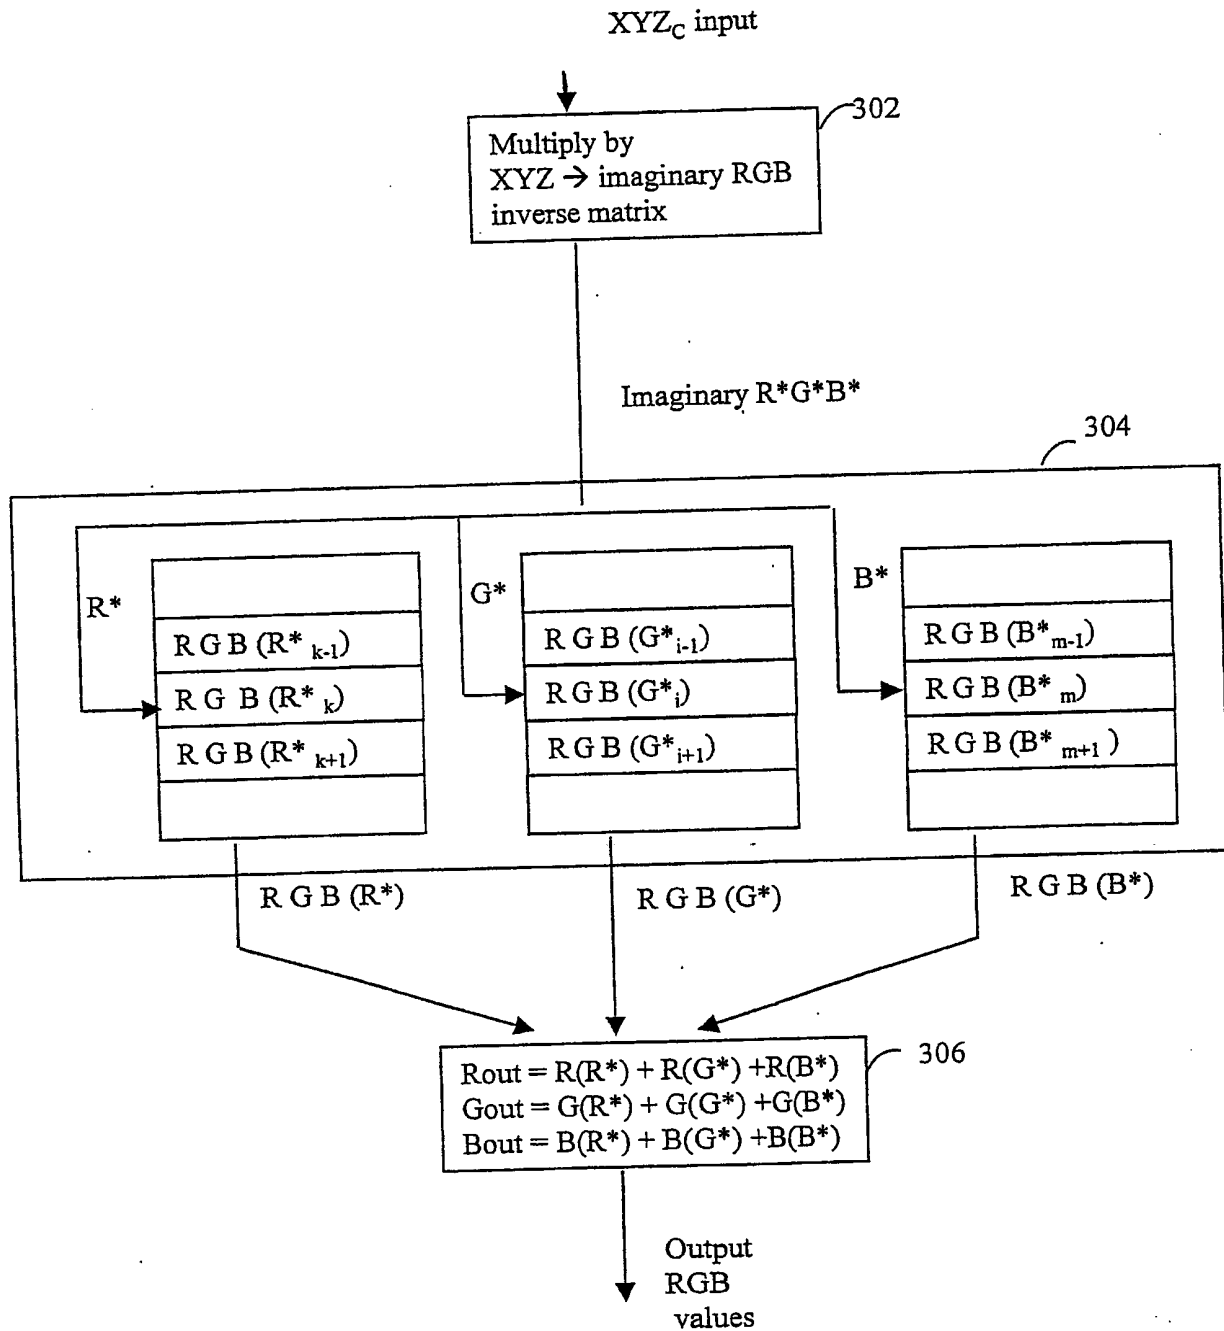 XYZC input
302
Multiply by
XYZ → imaginary RGB
inverse matrix
Imaginary R*G*B*
304
R*
G*
B*
R G B (R* k-1)
R G B (R* k)
R G B (R* k+1)
R G B (G*i-1)
R G B (G*i)
R G B (G*i+1)
R G B (B* m-1)
R G B (B* m)
R G B (B* m+1 )
R G B (R*)
R G B (G*)
R G B (B*)
306
Rout = R(R*) + R(G*) +R(B*)
Gout = G(R*) + G(G*) +G(B*)
Bout = B(R*) + B(G*) +B(B*)
Output
RGB
values